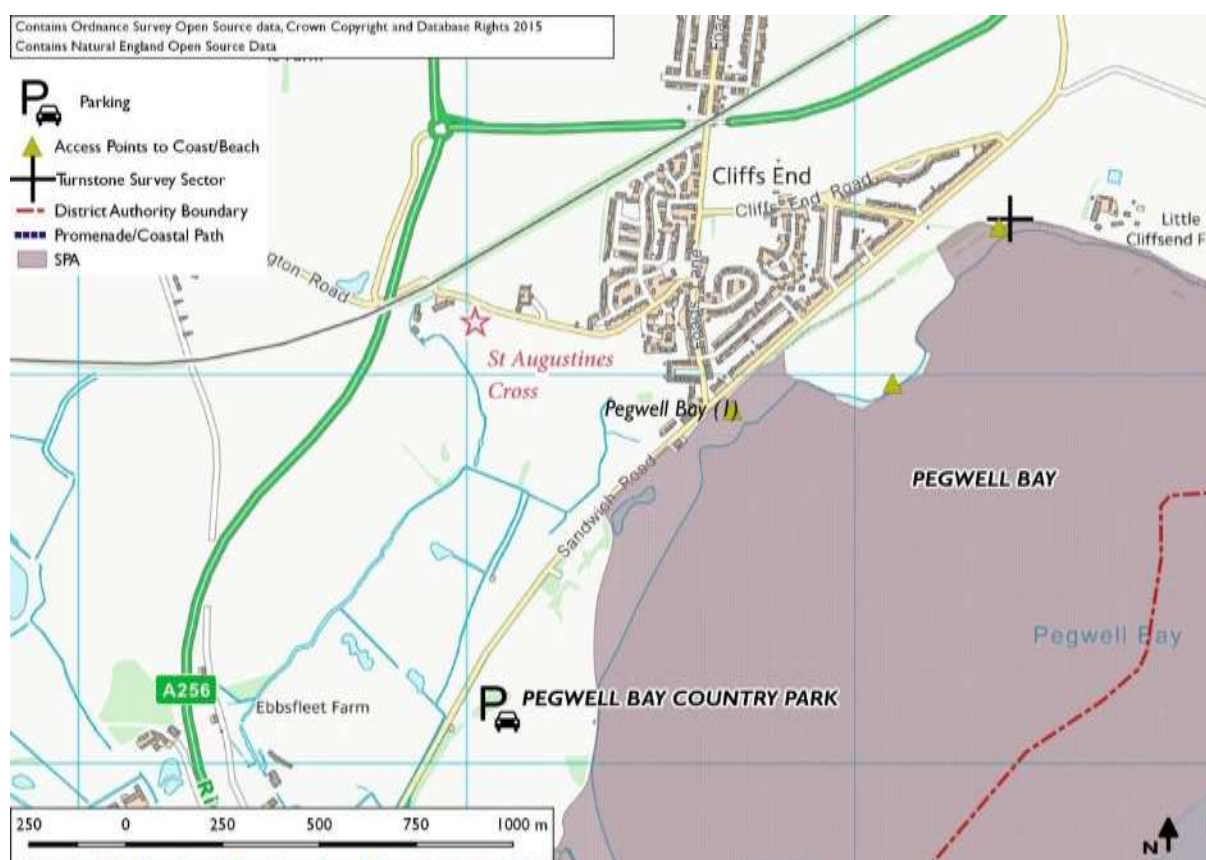 Contains Ordnance Survey Open Source data, Crown Copyright and Database Rights 2015
Contains Natural England Open Source Data
Parking
Access Points to Coast/Beach
Turnstone Survey Sector
District Authority Boundary
Promenade/Coastal Path
SPA
P
Cliffs End
Cliffs End Road
Little
Cliffsend F
gton Road
St Augustines
Cross
Pegwell Bay (1)
Sandwich Road
PEGWELL BAY
Pegwell Bay
P
PEGWELL BAY COUNTRY PARK
A256
Ebbsfleet Farm
Ri
250 0 250 500 750 1000 m
N